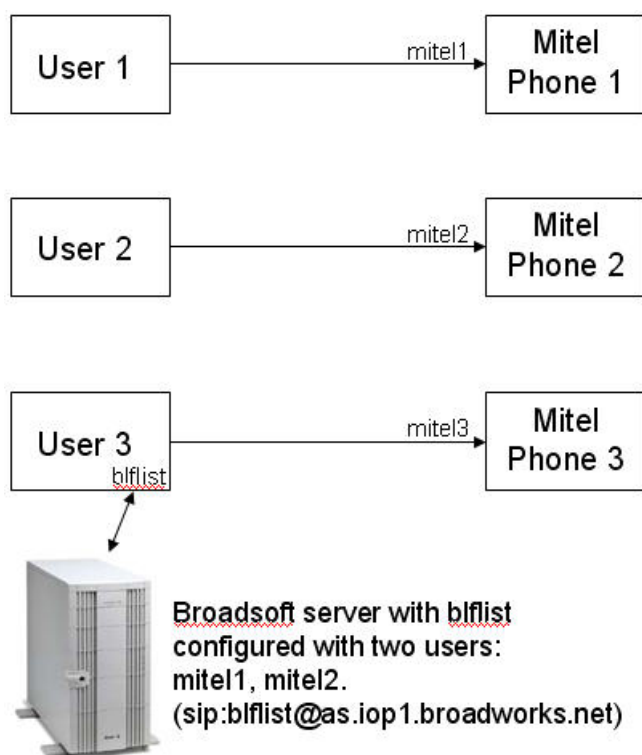 User 1
mitel1
Mitel
Phone 1
User 2
mitel2
Mitel
Phone 2
User 3
blflist
mitel3
Mitel
Phone 3
Broadsoft server with blflist
configured with two users:
mitel1, mitel2.
(sip:blflist@as.iop1.broadworks.net)